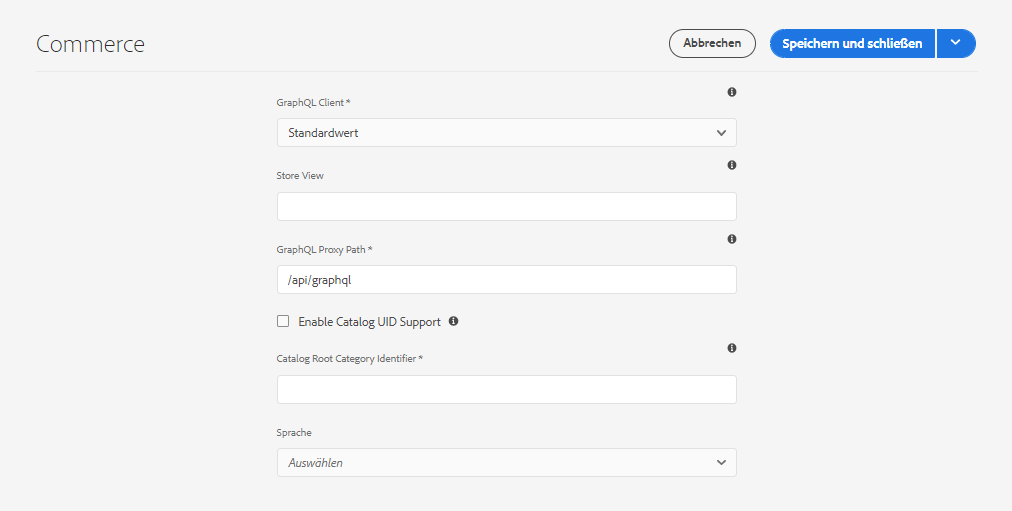 Commerce
Abbrechen
Speichern und schließen
GraphQL Client *
Standardwert
Store View
GraphQL Proxy Path *
/api/graphql
Enable Catalog UID Support
Catalog Root Category Identifier *
Sprache
Auswählen